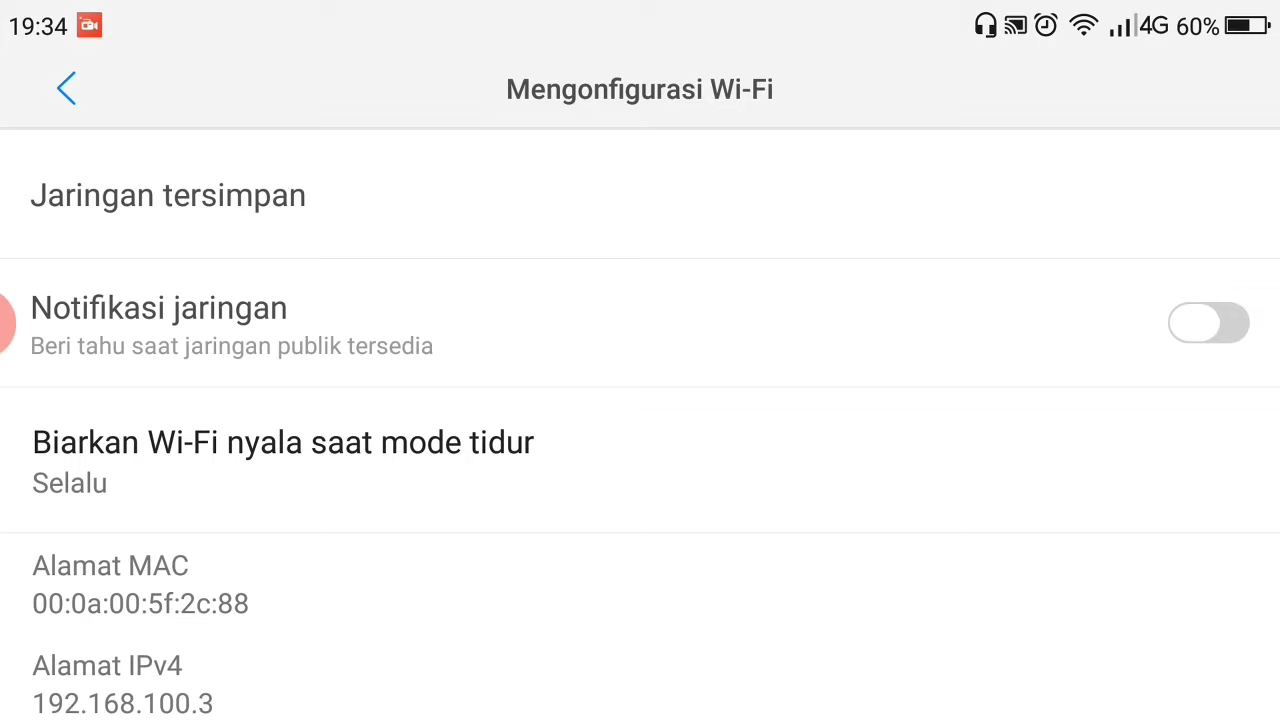 19:34 4G 60%
Mengonfigurasi Wi-Fi
Jaringan tersimpan
Notifikasi jaringan
Beri tahu saat jaringan publik tersedia
Biarkan Wi-Fi nyala saat mode tidur
Selalu
Alamat MAC
00:0a:00:5f:2c:88
Alamat IPv4
192.168.100.3